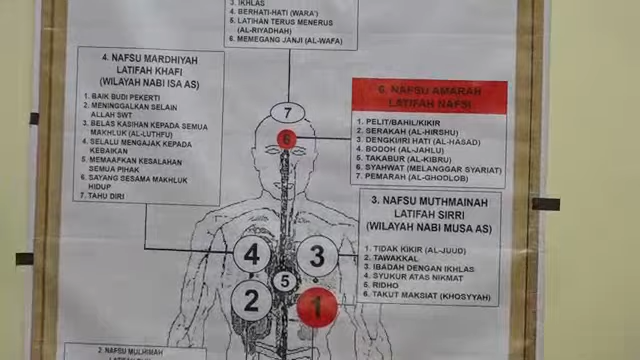 3. IKHLAS
4. BERHATI-HATI (WARA')
5. LATIHAN TERUS MENERUS
(AL-RIYADHAH)
6. MEMEGANG JANJI (AL-WAFA)
4. NAFSU MARDHIYAH
LATIFAH KHAFI
(WILAYAH NABI ISA AS)
1. BAIK BUDI PEKERTI
2. MENINGGALKAN SELAIN
ALLAH SWT
3. BELAS KASIHAN KEPADA SEMUA
MAKHLUK (AL-LUTHFU)
4. SELALU MENGAJAK KEPADA
KEBAIKAN
5. MEMAAFKAN KESALAHAN
SEMUA PIHAK
6. SAYANG SESAMA MAKHLUK
HIDUP
7. TAHU DIRI
7
6
6. NAFSU AMARAH
LATIFAH NAFSI
1. PELIT/BAHIL/KIKIR
2. SERAKAH (AL-HIRSHU)
3. DENGKI/IRI HATI (AL-HASAD)
4. BODOH (AL-JAHLU)
5. TAKABUR (AL-KIBRU)
6. SYAHWAT (MELANGGAR SYARIAT)
7. PEMARAH (AL-GHODLOB)
3. NAFSU MUTHMAINAH
LATIFAH SIRRI
(WILAYAH NABI MUSA AS)
1. TIDAK KIKIR (AL-JUUD)
2. TAWAKKAL
3. IBADAH DENGAN IKHLAS
4. SYUKUR ATAS NIKMAT
5. RIDHO
6. TAKUT MAKSIAT (KHOSYYAH)
4
3
5
2
1
2. NAFSU MULHIMAH